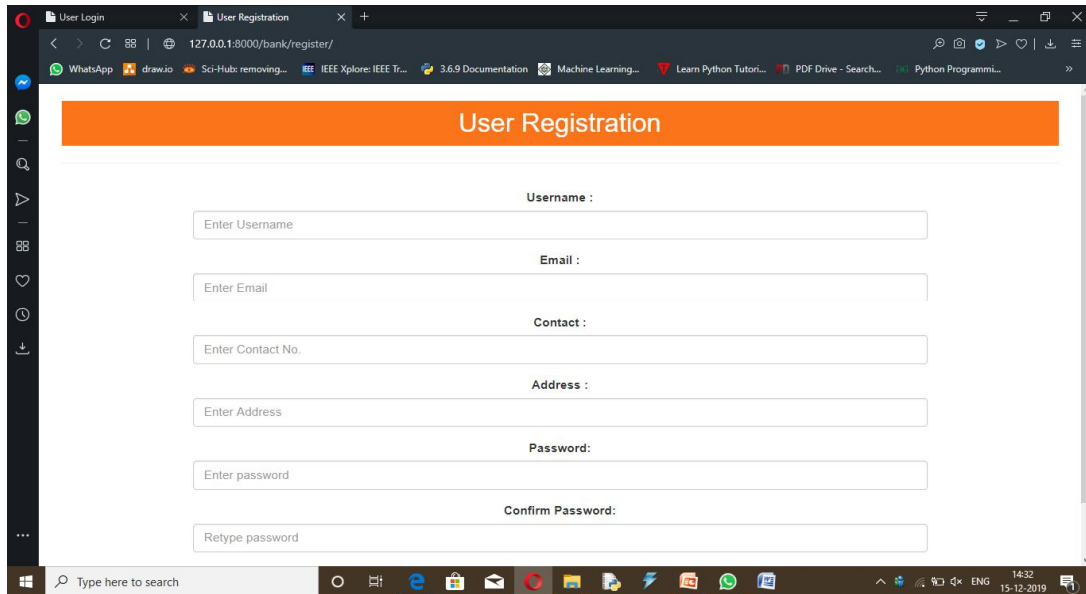 User Login
User Registration
127.0.0.1:8000/bank/register/
WhatsApp draw.io Sci-Hub: removing... IEEE IEEE Xplore: IEEE Tr... 3.6.9 Documentation Machine Learning... Learn Python Tutori... PDF Drive - Search... Python Programmi...
User Registration
Username :
Enter Username
Email :
Enter Email
Contact :
Enter Contact No.
Address :
Enter Address
Password:
Enter password
Confirm Password:
Retype password
Type here to search
ENG
14:32
15-12-2019